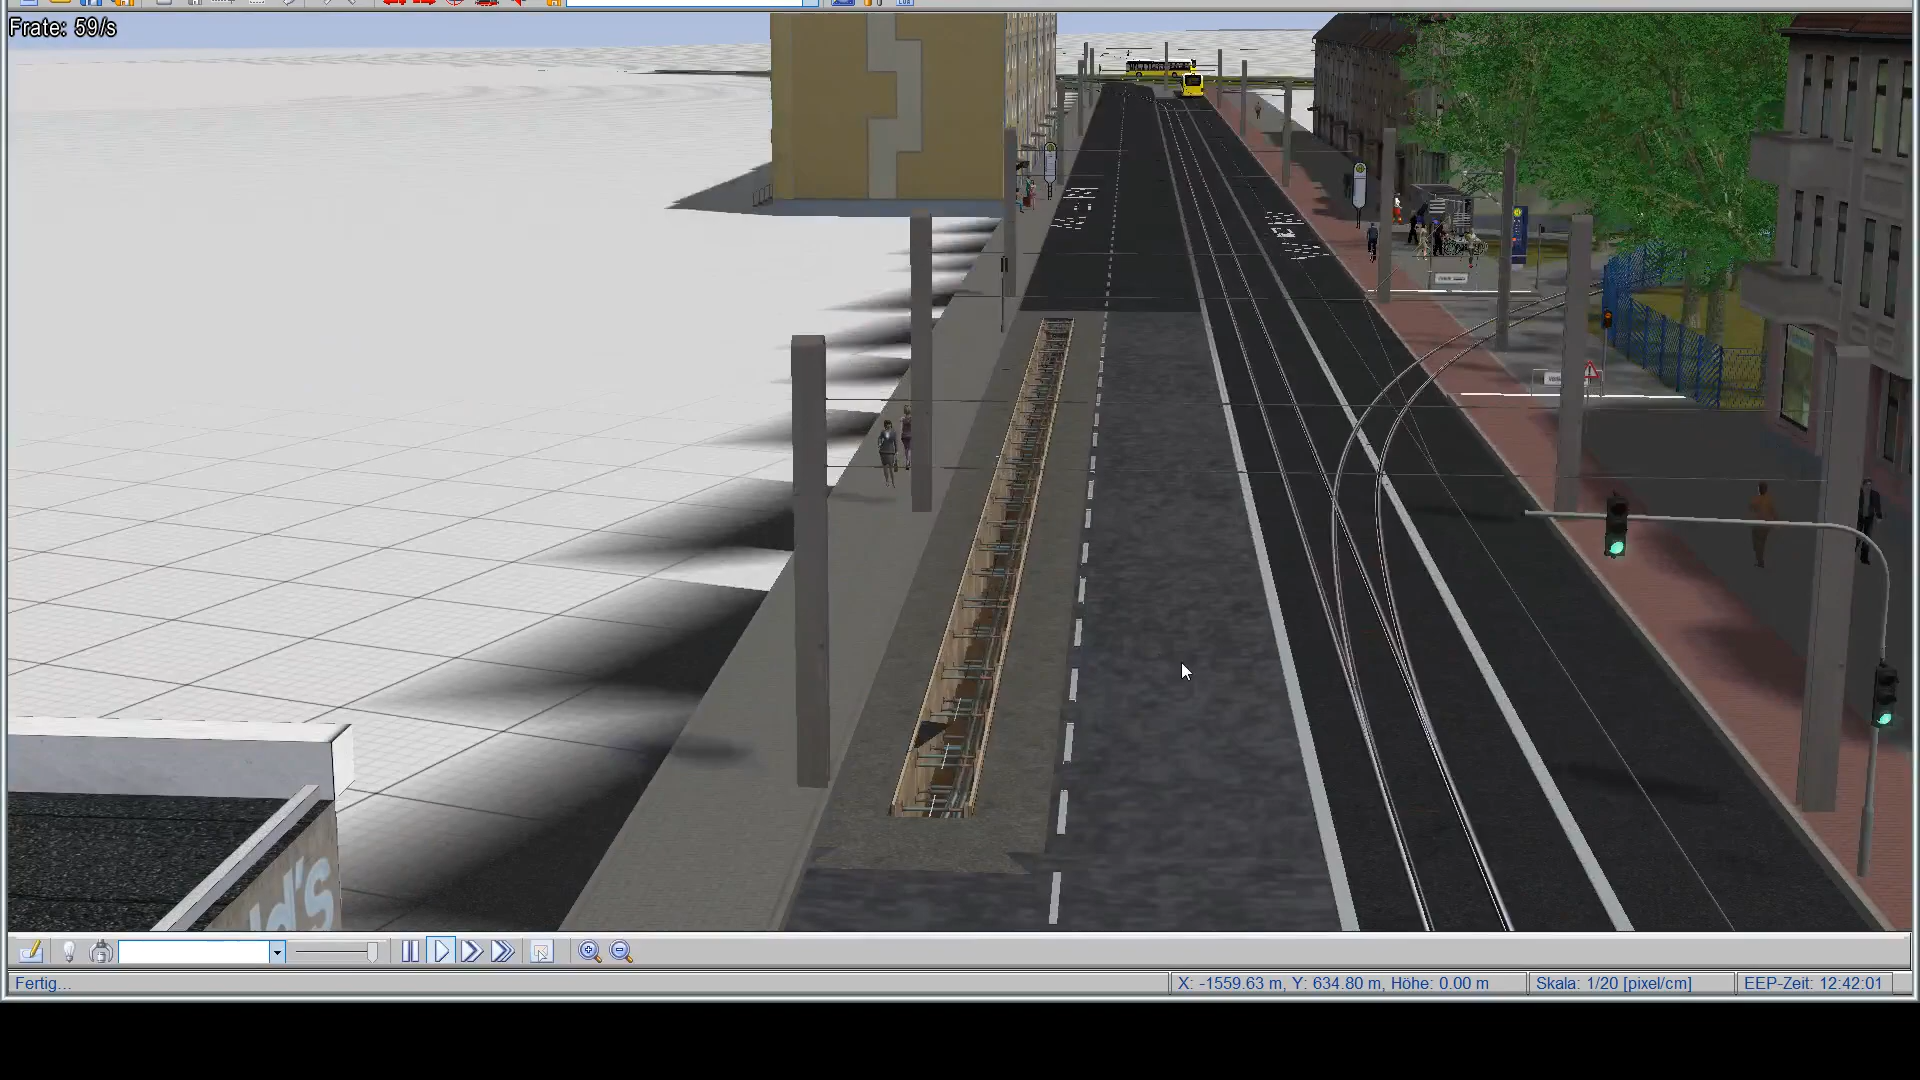 Frate: 59/s
ld's
Fertig...
X: -1559.63 m, Y: 634.80 m, Höhe: 0.00 m
Skala: 1/20 [pixel/cm]
EEP-Zeit: 12:42:01